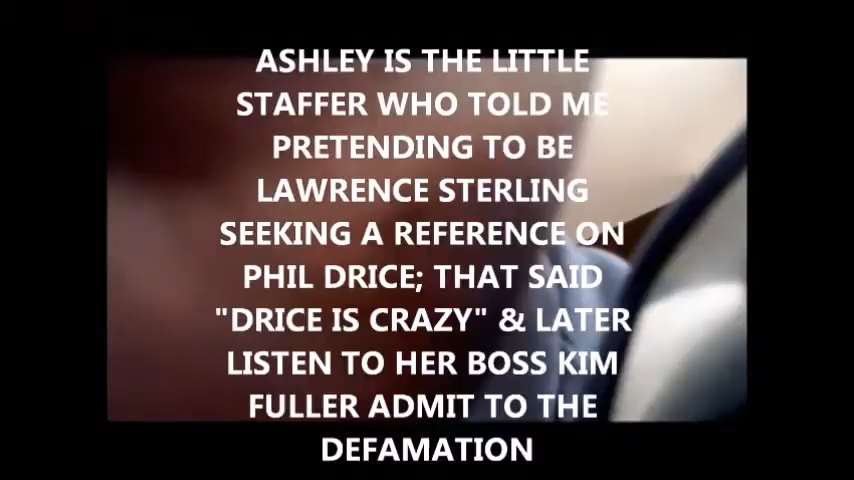 ASHLEY IS THE LITTLE
STAFFER WHO TOLD ME
PRETENDING TO BE
LAWRENCE STERLING
SEEKING A REFERENCE ON
PHIL DRICE; THAT SAID
"DRICE IS CRAZY" & LATER
LISTEN TO HER BOSS KIM
FULLER ADMIT TO THE
DEFAMATION